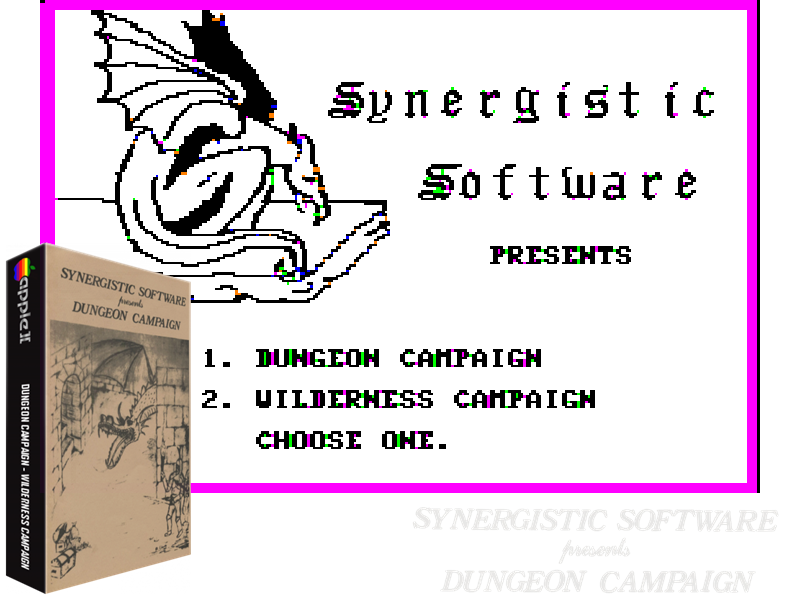 Synergistic
Software
PRESENTS
1. DUNGEON CAMPAIGN
2. WILDERNESS CAMPAIGN
CHOOSE ONE.
apple ][
DUNGEON CAMPAIGN - WILDERNESS CAMPAIGN
SYNERGISTIC SOFTWARE
presents
DUNGEON CAMPAIGN
SYNERGISTIC SOFTWARE
presents
DUNGEON CAMPAIGN